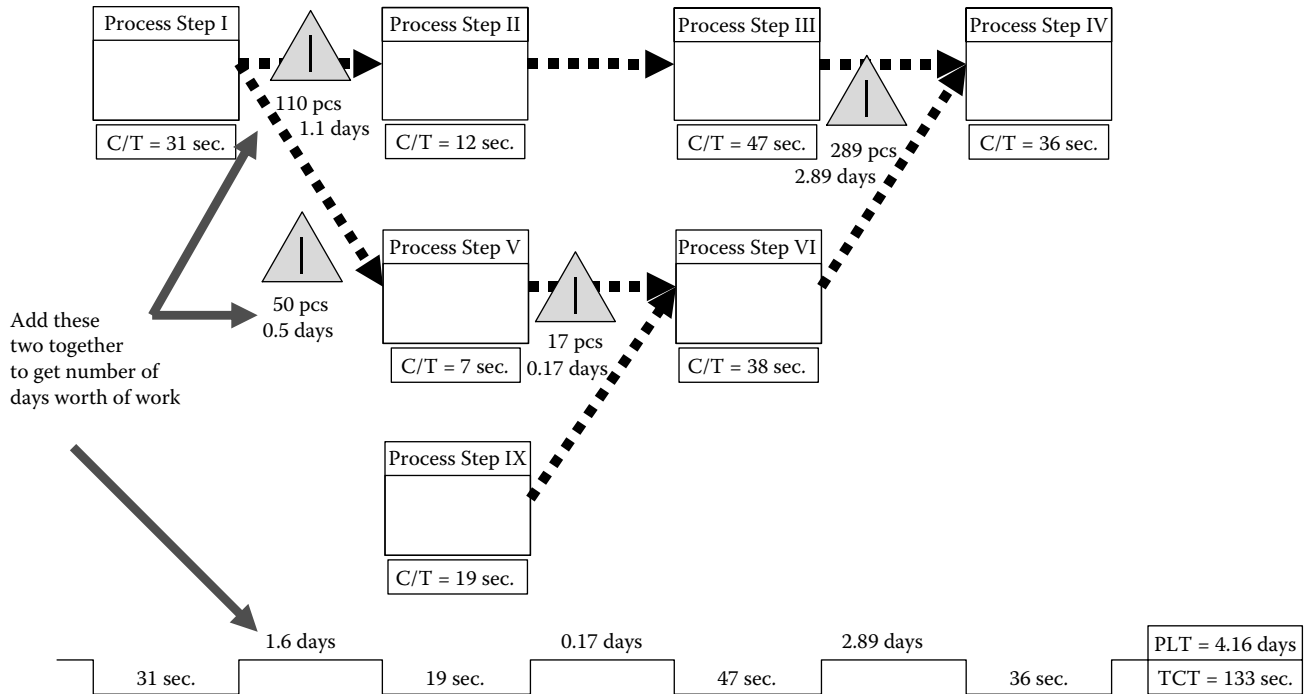 Process Step I
Process Step II
Process Step III
Process Step IV
110 pcs
1.1 days
C/T = 31 sec.
C/T = 12 sec.
C/T = 47 sec.
C/T = 36 sec.
289 pcs
2.89 days
Process Step V
Process Step VI
50 pcs
0.5 days
17 pcs
0.17 days
C/T = 7 sec.
C/T = 38 sec.
Add these
two together
to get number of
days worth of work
Process Step IX
C/T = 19 sec.
1.6 days
0.17 days
2.89 days
PLT = 4.16 days
31 sec.
19 sec.
47 sec.
36 sec.
TCT = 133 sec.